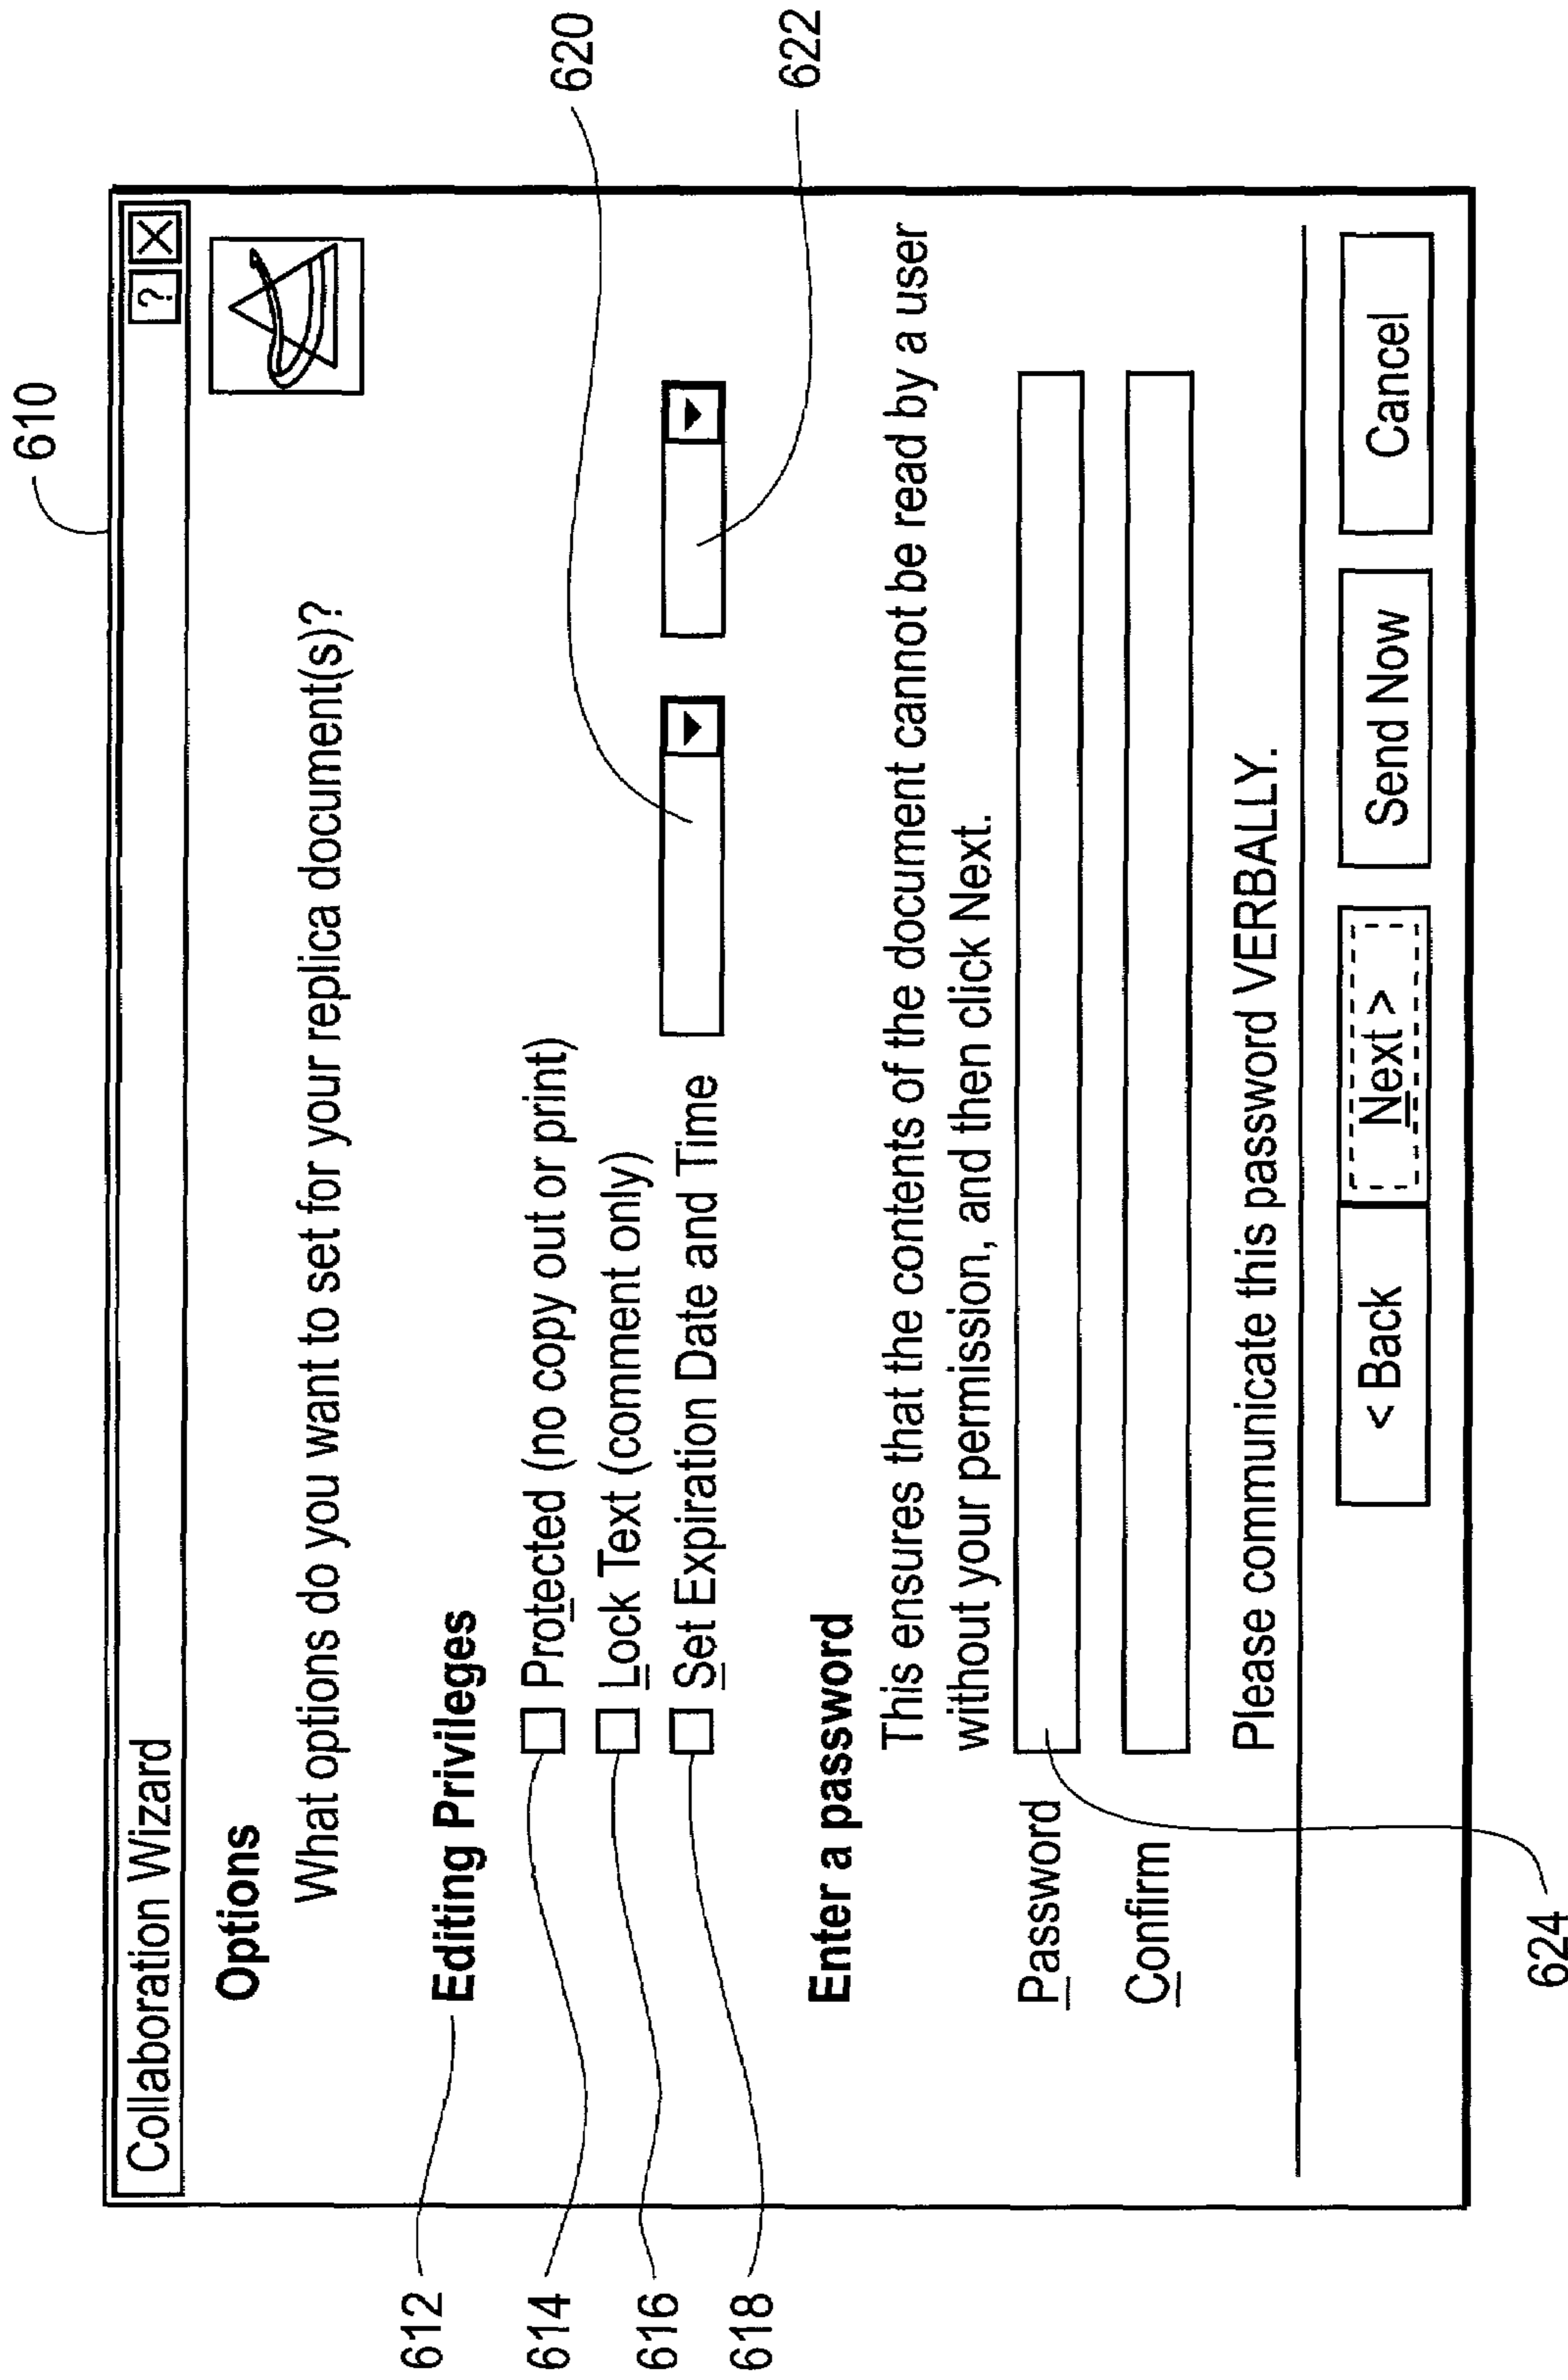 610
Collaboration Wizard ? X
Options
What options do you want to set for your replica document(s)?
612
Editing Privileges
614
Protected (no copy out or print)
616
Lock Text (comment only)
618
Set Expiration Date and Time
620
622
Enter a password
This ensures that the contents of the document cannot be read by a user
without your permission, and then click Next.
Password
Confirm
624
Please communicate this password VERBALLY.
< Back Next > Send Now Cancel